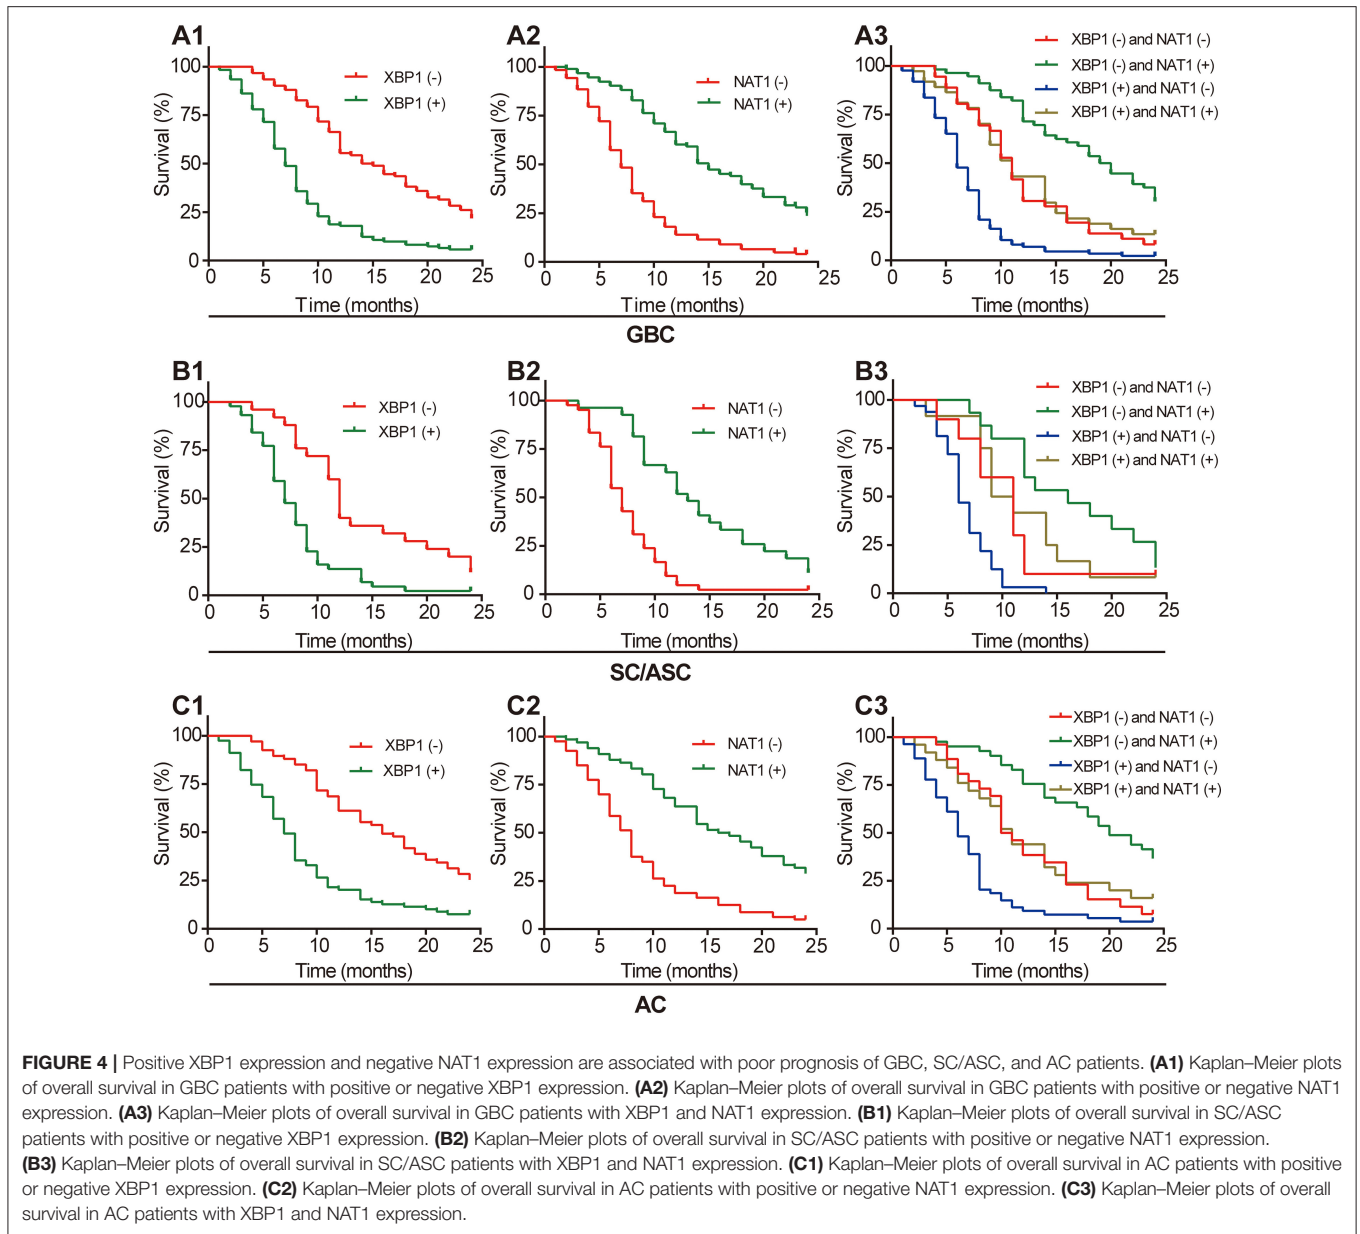 A1
100
75
50
25
0
Survival (%)
XBP1 (-)
XBP1 (+)
0 5 10 15 20 25
Time (months)
A2
100
75
50
25
0
Survival (%)
NAT1 (-)
NAT1 (+)
0 5 10 15 20 25
Time (months)
A3
100
75
50
25
0
Survival (%)
XBP1 (-) and NAT1 (-)
XBP1 (-) and NAT1 (+)
XBP1 (+) and NAT1 (-)
XBP1 (+) and NAT1 (+)
0 5 10 15 20 25
Time (months)
GBC
B1
100
75
50
25
0
Survival (%)
XBP1 (-)
XBP1 (+)
0 5 10 15 20 25
Time (months)
B2
100
75
50
25
0
Survival (%)
NAT1 (-)
NAT1 (+)
0 5 10 15 20 25
Time (months)
B3
100
75
50
25
0
Survival (%)
XBP1 (-) and NAT1 (-)
XBP1 (-) and NAT1 (+)
XBP1 (+) and NAT1 (-)
XBP1 (+) and NAT1 (+)
0 5 10 15 20 25
Time (months)
SC/ASC
C1
100
75
50
25
0
Survival (%)
XBP1 (-)
XBP1 (+)
0 5 10 15 20 25
Time (months)
C2
100
75
50
25
0
Survival (%)
NAT1 (-)
NAT1 (+)
0 5 10 15 20 25
Time (months)
C3
100
75
50
25
0
Survival (%)
XBP1 (-) and NAT1 (-)
XBP1 (-) and NAT1 (+)
XBP1 (+) and NAT1 (-)
XBP1 (+) and NAT1 (+)
0 5 10 15 20 25
Time (months)
AC
FIGURE 4 | Positive XBP1 expression and negative NAT1 expression are associated with poor prognosis of GBC, SC/ASC, and AC patients. (A1) Kaplan–Meier plots
of overall survival in GBC patients with positive or negative XBP1 expression. (A2) Kaplan–Meier plots of overall survival in GBC patients with positive or negative NAT1
expression. (A3) Kaplan–Meier plots of overall survival in GBC patients with XBP1 and NAT1 expression. (B1) Kaplan–Meier plots of overall survival in SC/ASC
patients with positive or negative XBP1 expression. (B2) Kaplan–Meier plots of overall survival in SC/ASC patients with positive or negative NAT1 expression.
(B3) Kaplan–Meier plots of overall survival in SC/ASC patients with XBP1 and NAT1 expression. (C1) Kaplan–Meier plots of overall survival in AC patients with positive
or negative XBP1 expression. (C2) Kaplan–Meier plots of overall survival in AC patients with positive or negative NAT1 expression. (C3) Kaplan–Meier plots of overall
survival in AC patients with XBP1 and NAT1 expression.